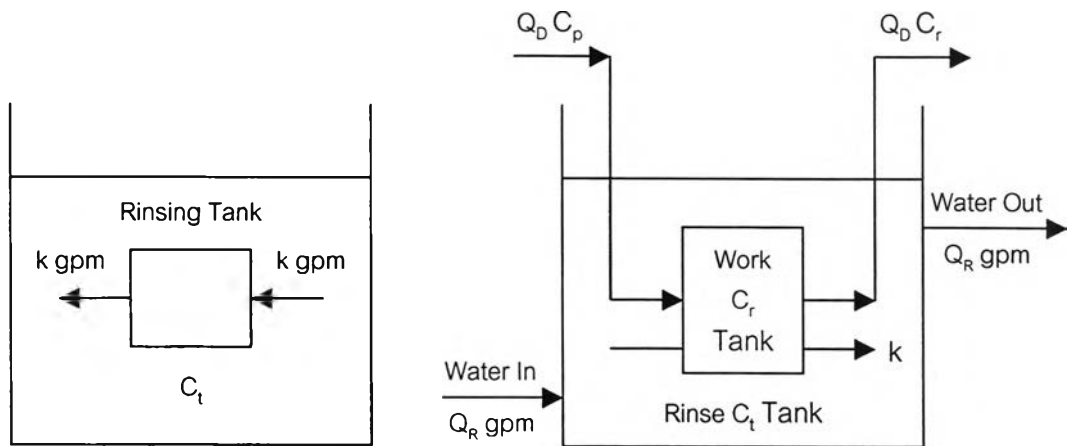 Rinsing Tank
k gpm
k gpm
C_t
Q_D C_p
Q_D C_r
Water Out
Q_R gpm
Work
C_r
Tank
k
Water In
Q_R gpm
Rinse C_t Tank